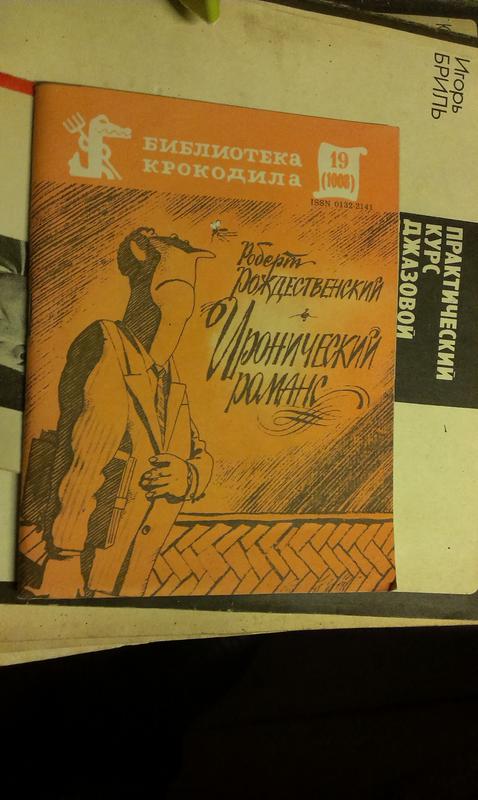 БИБЛИОТЕКА
КРОКОДИЛА
19
(1008)
ISSN 0132-2141
Роберт
Рождественский
Иронический
романс
Игорь
БРИЛЬ
ПРАКТИЧЕСКИЙ
КУРС
ДЖАЗОВОЙ